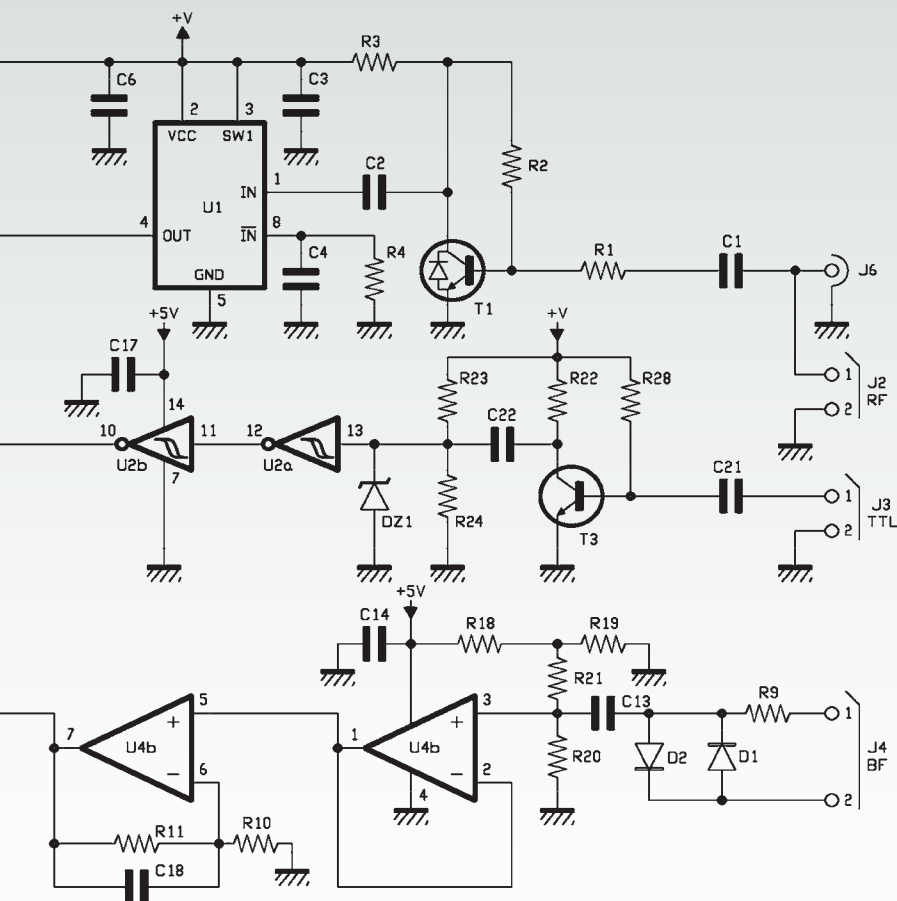 +V
R3
C6
C3
2
3
VCC
SW1
C2
R2
1
IN
U1
4
OUT
8
IN
C4
R4
R1
C1
J6
GND
5
T1
+5V
+V
C17
1
J2
RF
2
R23
R22
R28
14
C22
10
11
12
13
U2b
U2a
C21
7
1
J3
TTL
DZ1
R24
2
T3
+5V
C14
R18
R19
R21
C13
R9
5
3
1
7
+
+
U4b
1
U4b
R20
D2
D1
J4
BF
6
−
−
2
4
2
R11
R10
C18